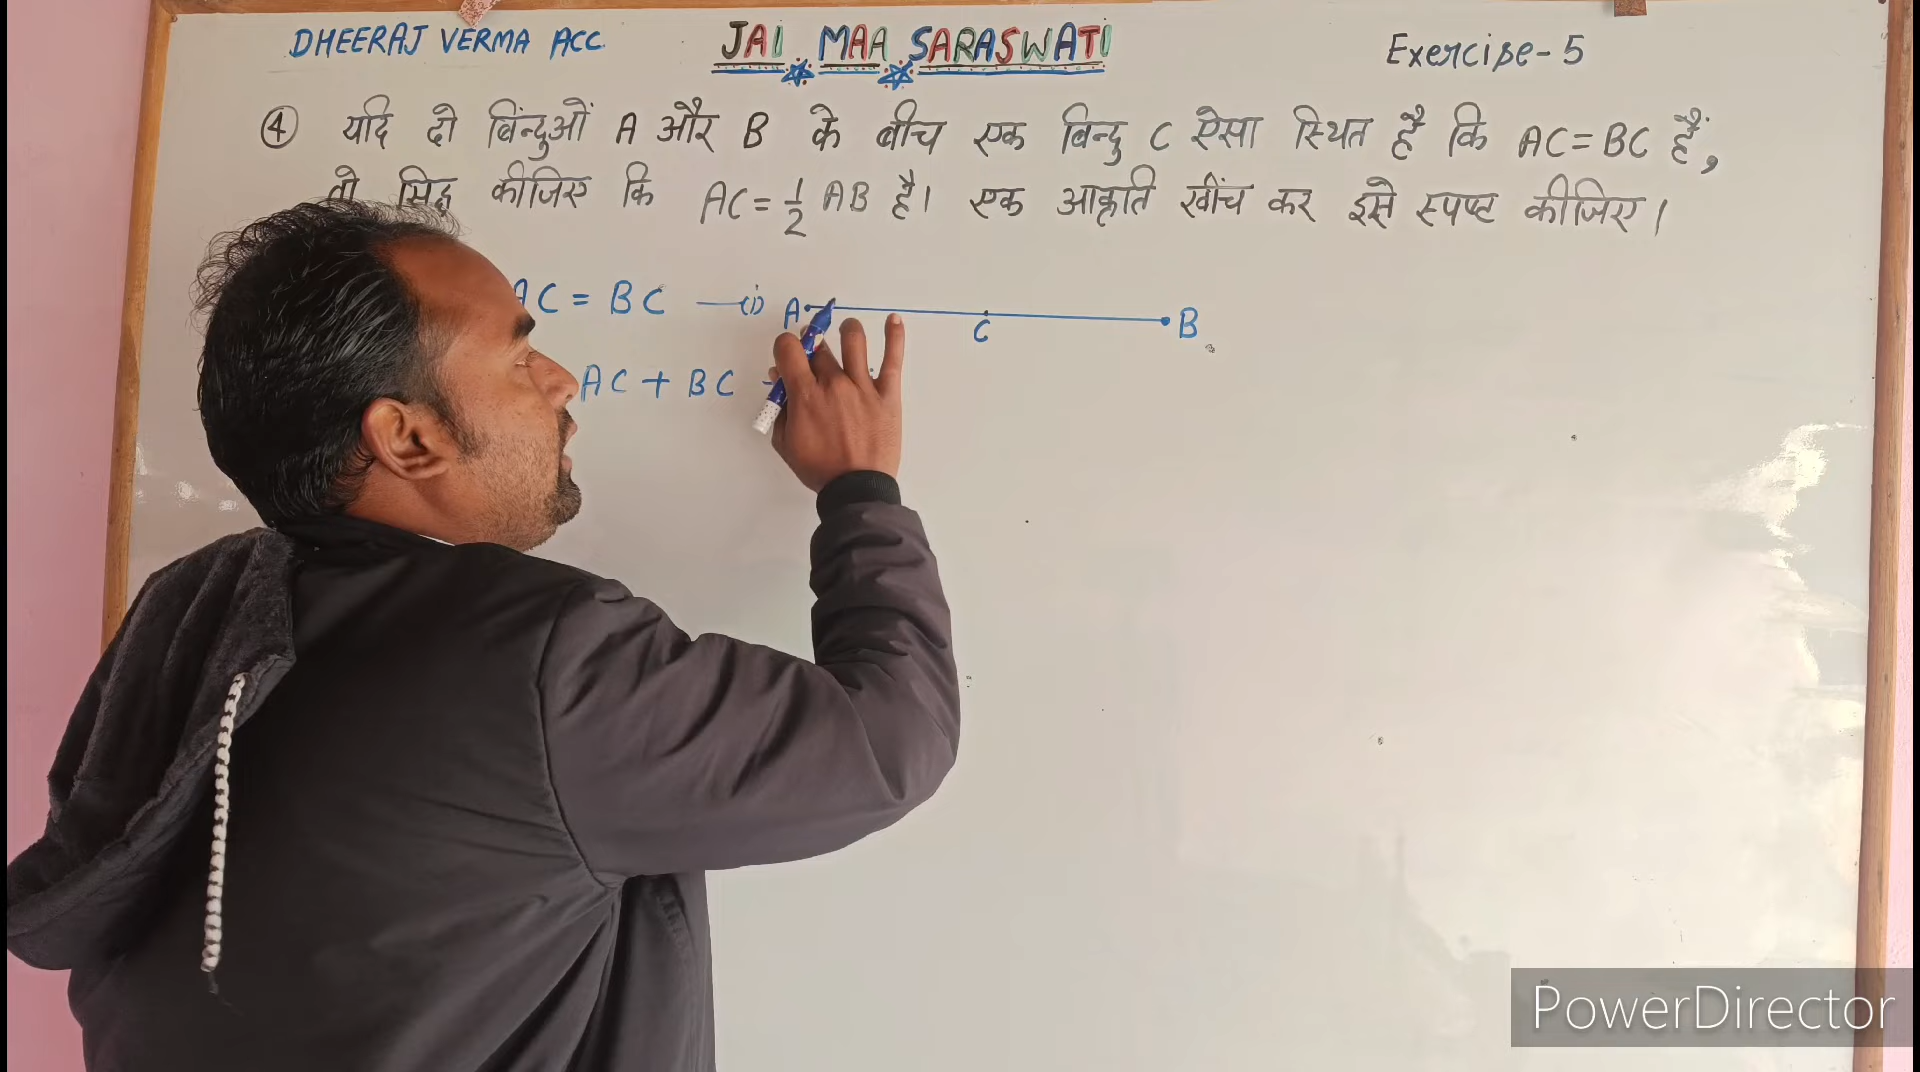 DHEERAJ VERMA ACC.
JAI MAA SARASWATI
Exercise-5
④ यदि दो बिंन्दुओं A और B के बीच एक बिन्दु C ऐसा स्थित है कि AC=BC है,
तो सिद्ध कीजिए कि AC = 1/2 AB है। एक आकृति खींच कर इसे स्पष्ट कीजिए।
AC = BC —(i)
A C B
AC + BC
PowerDirector